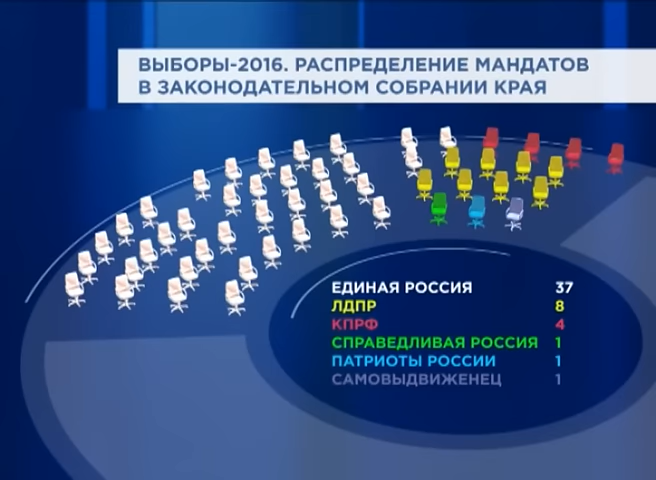 ВЫБОРЫ-2016. РАСПРЕДЕЛЕНИЕ МАНДАТОВ
В ЗАКОНОДАТЕЛЬНОМ СОБРАНИИ КРАЯ
ЕДИНАЯ РОССИЯ 37
ЛДПР 8
КПРФ 4
СПРАВЕДЛИВАЯ РОССИЯ 1
ПАТРИОТЫ РОССИИ 1
САМОВЫДВИЖЕНЕЦ 1